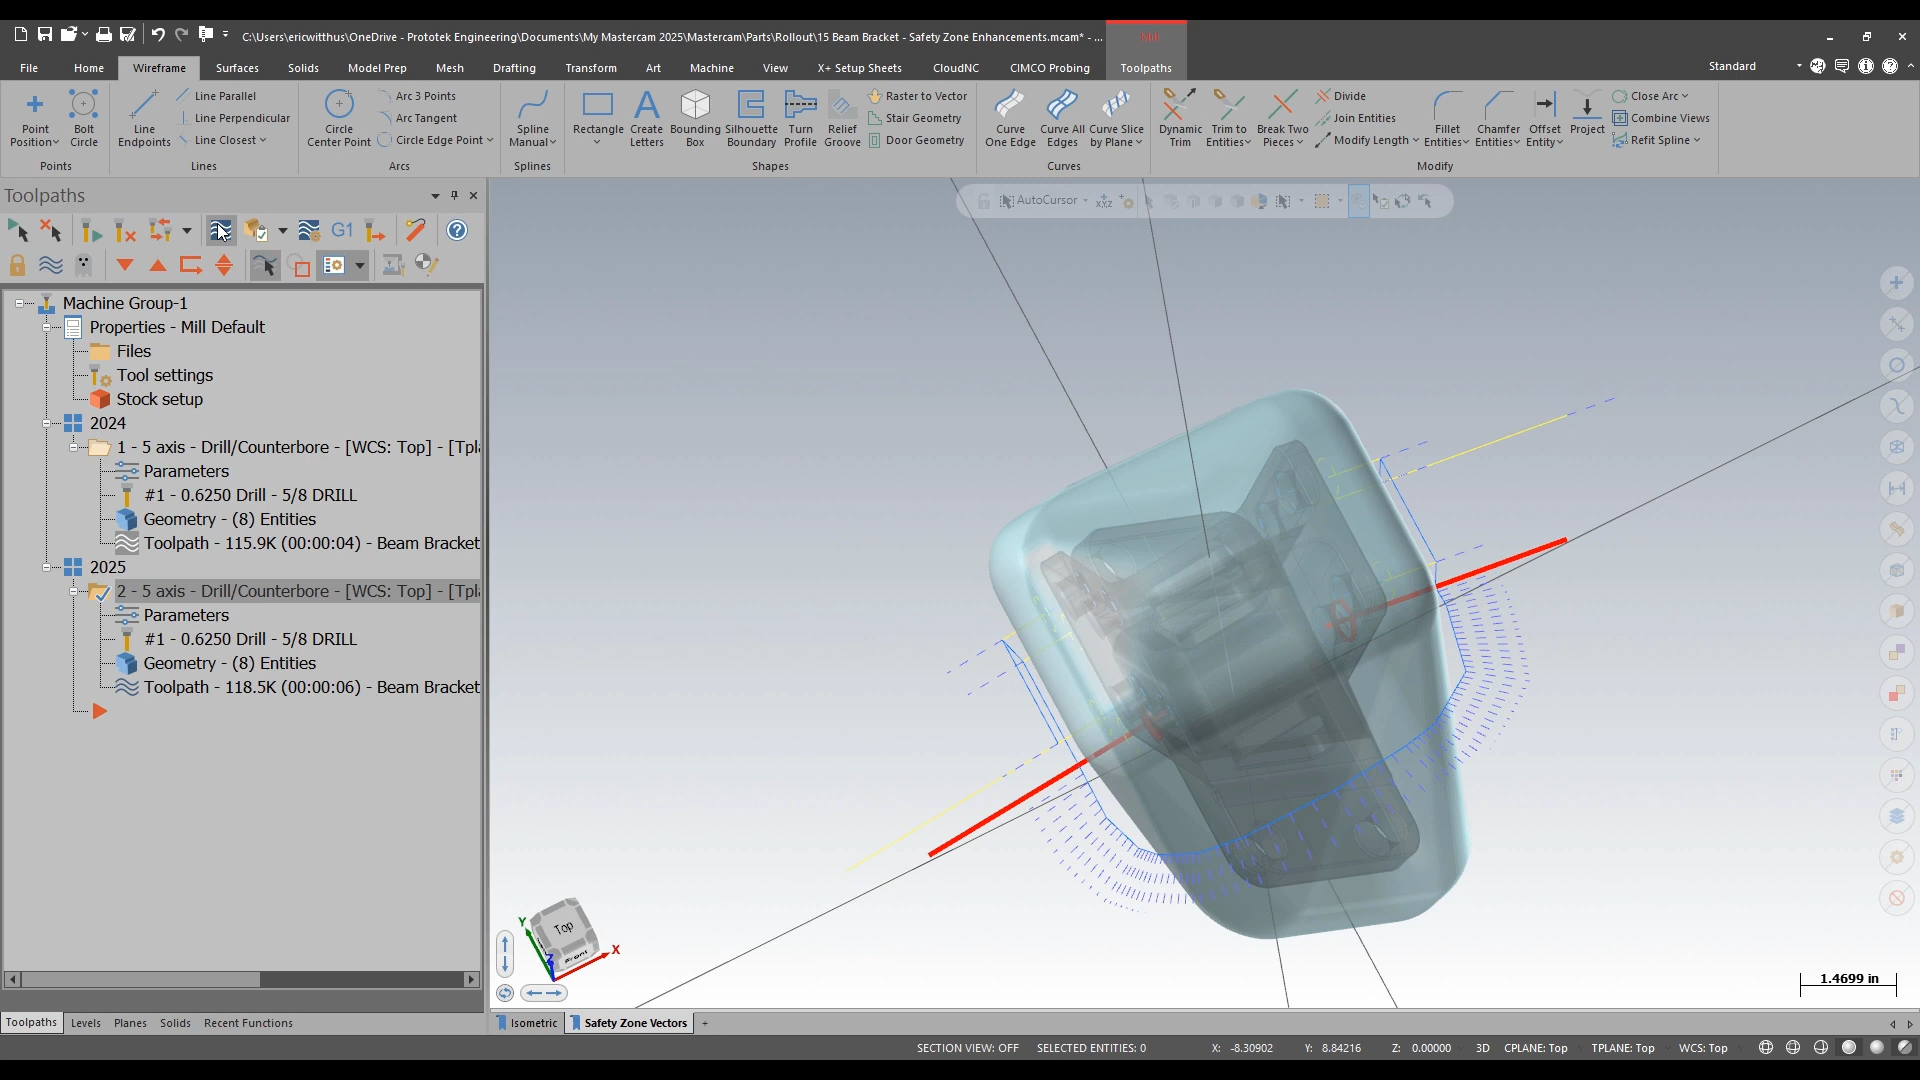 C:\Users\ericwitthus\OneDrive - Prototek Engineering\Documents\My Mastercam 2025\Mastercam\Parts\Rollout\15 Beam Bracket - Safety Zone Enhancements.mcam* - ...
Mill
File Home Wireframe Surfaces Solids Model Prep Mesh Drafting Transform Art Machine View X+ Setup Sheets CloudNC CIMCO Probing Toolpaths Standard
Point Position
Bolt Circle
Points
Line Endpoints
Line Parallel
Line Perpendicular
Line Closest
Lines
Circle Center Point
Arc 3 Points
Arc Tangent
Circle Edge Point
Arcs
Spline Manual
Splines
Rectangle
Create Letters
Bounding Box
Silhouette Boundary
Turn Profile
Relief Groove
Raster to Vector
Stair Geometry
Door Geometry
Shapes
Curve One Edge
Curve All Edges
Curve Slice by Plane
Curves
Dynamic Trim
Trim to Entities
Break Two Pieces
Divide
Join Entities
Modify Length
Fillet Entities
Chamfer Entities
Offset Entity
Project
Close Arc
Combine Views
Refit Spline
Modify
Toolpaths
G1
AutoCursor
XYZ
Machine Group-1
Properties - Mill Default
Files
Tool settings
Stock setup
2024
1 - 5 axis - Drill/Counterbore - [WCS: Top] - [Tpl
Parameters
#1 - 0.6250 Drill - 5/8 DRILL
Geometry - (8) Entities
Toolpath - 115.9K (00:00:04) - Beam Bracket
2025
2 - 5 axis - Drill/Counterbore - [WCS: Top] - [Tpl
Parameters
#1 - 0.6250 Drill - 5/8 DRILL
Geometry - (8) Entities
Toolpath - 118.5K (00:00:06) - Beam Bracket
Top
Front
Y
X
Z
1.4699 in
Toolpaths Levels Planes Solids Recent Functions
Isometric Safety Zone Vectors +
SECTION VIEW: OFF SELECTED ENTITIES: 0 X: -8.30902 Y: 8.84216 Z: 0.00000 3D CPLANE: Top TPLANE: Top WCS: Top